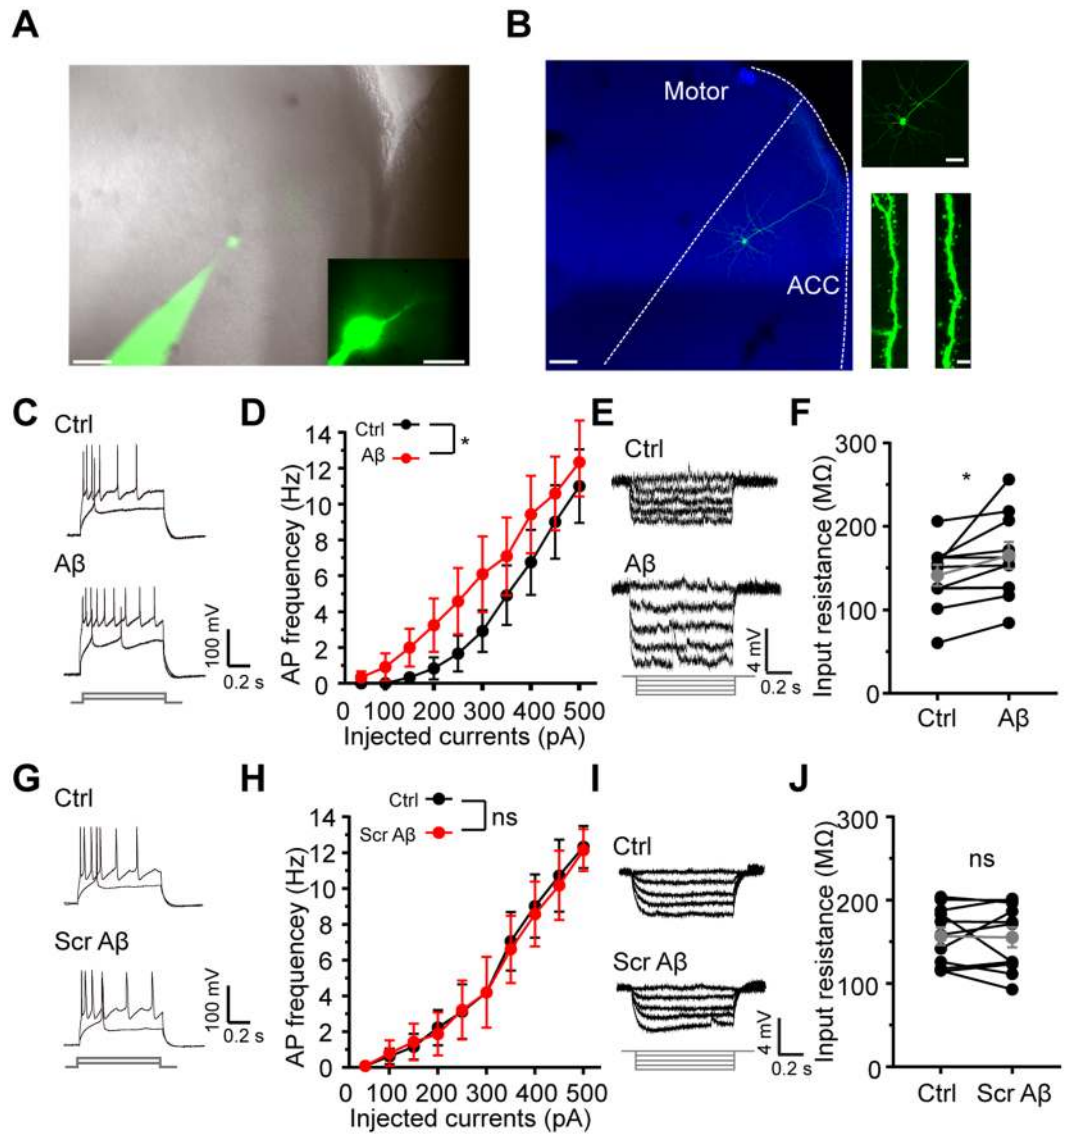 A
B
Motor
ACC
C
Ctrl
Aβ
100 mV
0.2 s
D
Ctrl
Aβ
*
AP frequencey (Hz)
14
12
10
8
6
4
2
0
0 100 200 300 400 500
Injected currents (pA)
E
Ctrl
Aβ
4 mV
0.2 s
F
Input resistance (MΩ)
300
200
100
0
*
Ctrl Aβ
G
Ctrl
Scr Aβ
100 mV
0.2 s
H
Ctrl
Scr Aβ
ns
AP frequencey (Hz)
14
12
10
8
6
4
2
0
0 100 200 300 400 500
Injected currents (pA)
I
Ctrl
Scr Aβ
4 mV
0.2 s
J
Input resistance (MΩ)
300
200
100
0
ns
Ctrl Scr Aβ